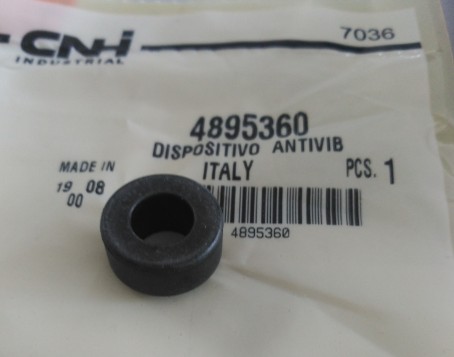 CNH
INDUSTRIAL
7036
4895360
DISPOSITIVO ANTIVIB
MADE IN ITALY PCS. 1
19 08
00
4895360